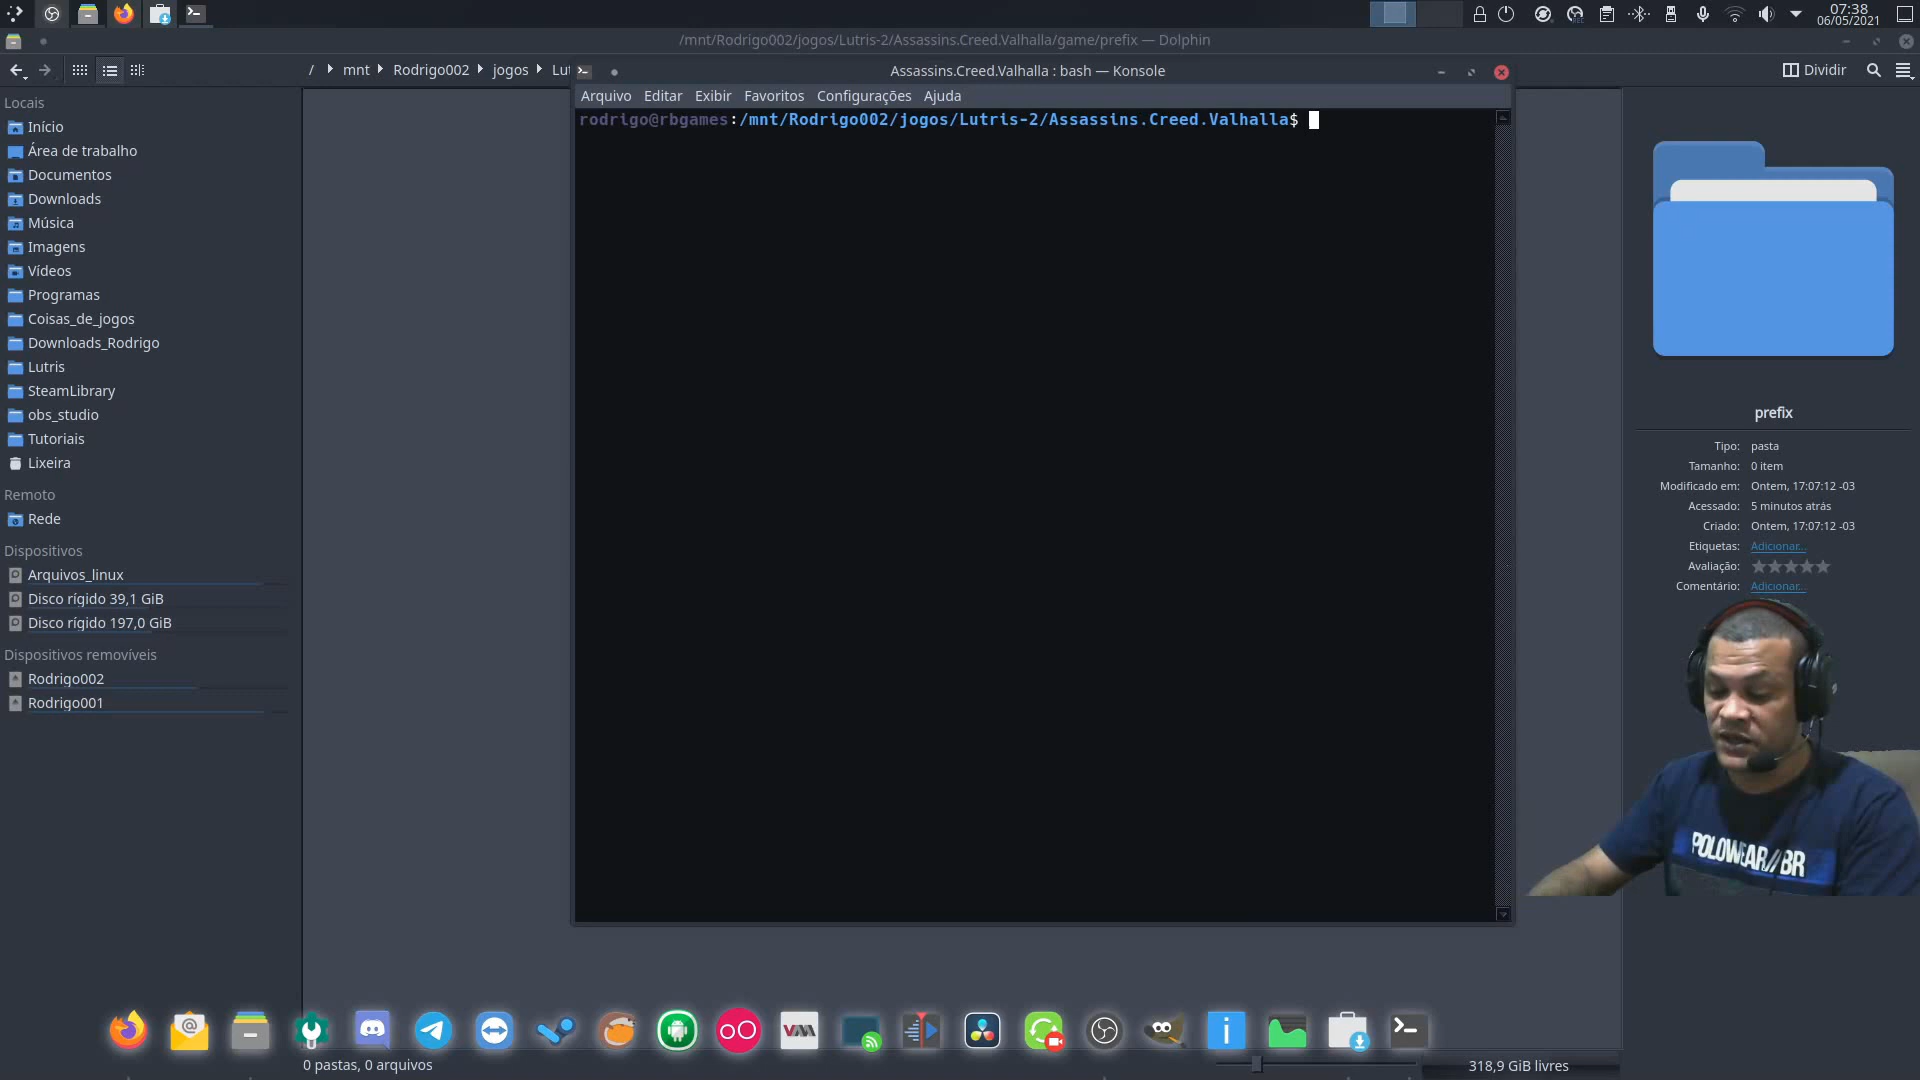 07:38
06/05/2021
/mnt/Rodrigo002/jogos/Lutris-2/Assassins.Creed.Valhalla/game/prefix — Dolphin
/ mnt Rodrigo002 jogos Lut
Dividir
Assassins.Creed.Valhalla : bash — Konsole
Arquivo Editar Exibir Favoritos Configurações Ajuda
rodrigo@rbgames:/mnt/Rodrigo002/jogos/Lutris-2/Assassins.Creed.Valhalla$
Locais
Início
Área de trabalho
Documentos
Downloads
Música
Imagens
Vídeos
Programas
Coisas_de_jogos
Downloads_Rodrigo
Lutris
SteamLibrary
obs_studio
Tutoriais
Lixeira
Remoto
Rede
Dispositivos
Arquivos_linux
Disco rígido 39,1 GiB
Disco rígido 197,0 GiB
Dispositivos removíveis
Rodrigo002
Rodrigo001
prefix
Tipo: pasta
Tamanho: 0 item
Modificado em: Ontem, 17:07:12 -03
Acessado: 5 minutos atrás
Criado: Ontem, 17:07:12 -03
Etiquetas: Adicionar...
Avaliação:
Comentário: Adicionar...
POLOWEAR//BR
0 pastas, 0 arquivos
318,9 GiB livres